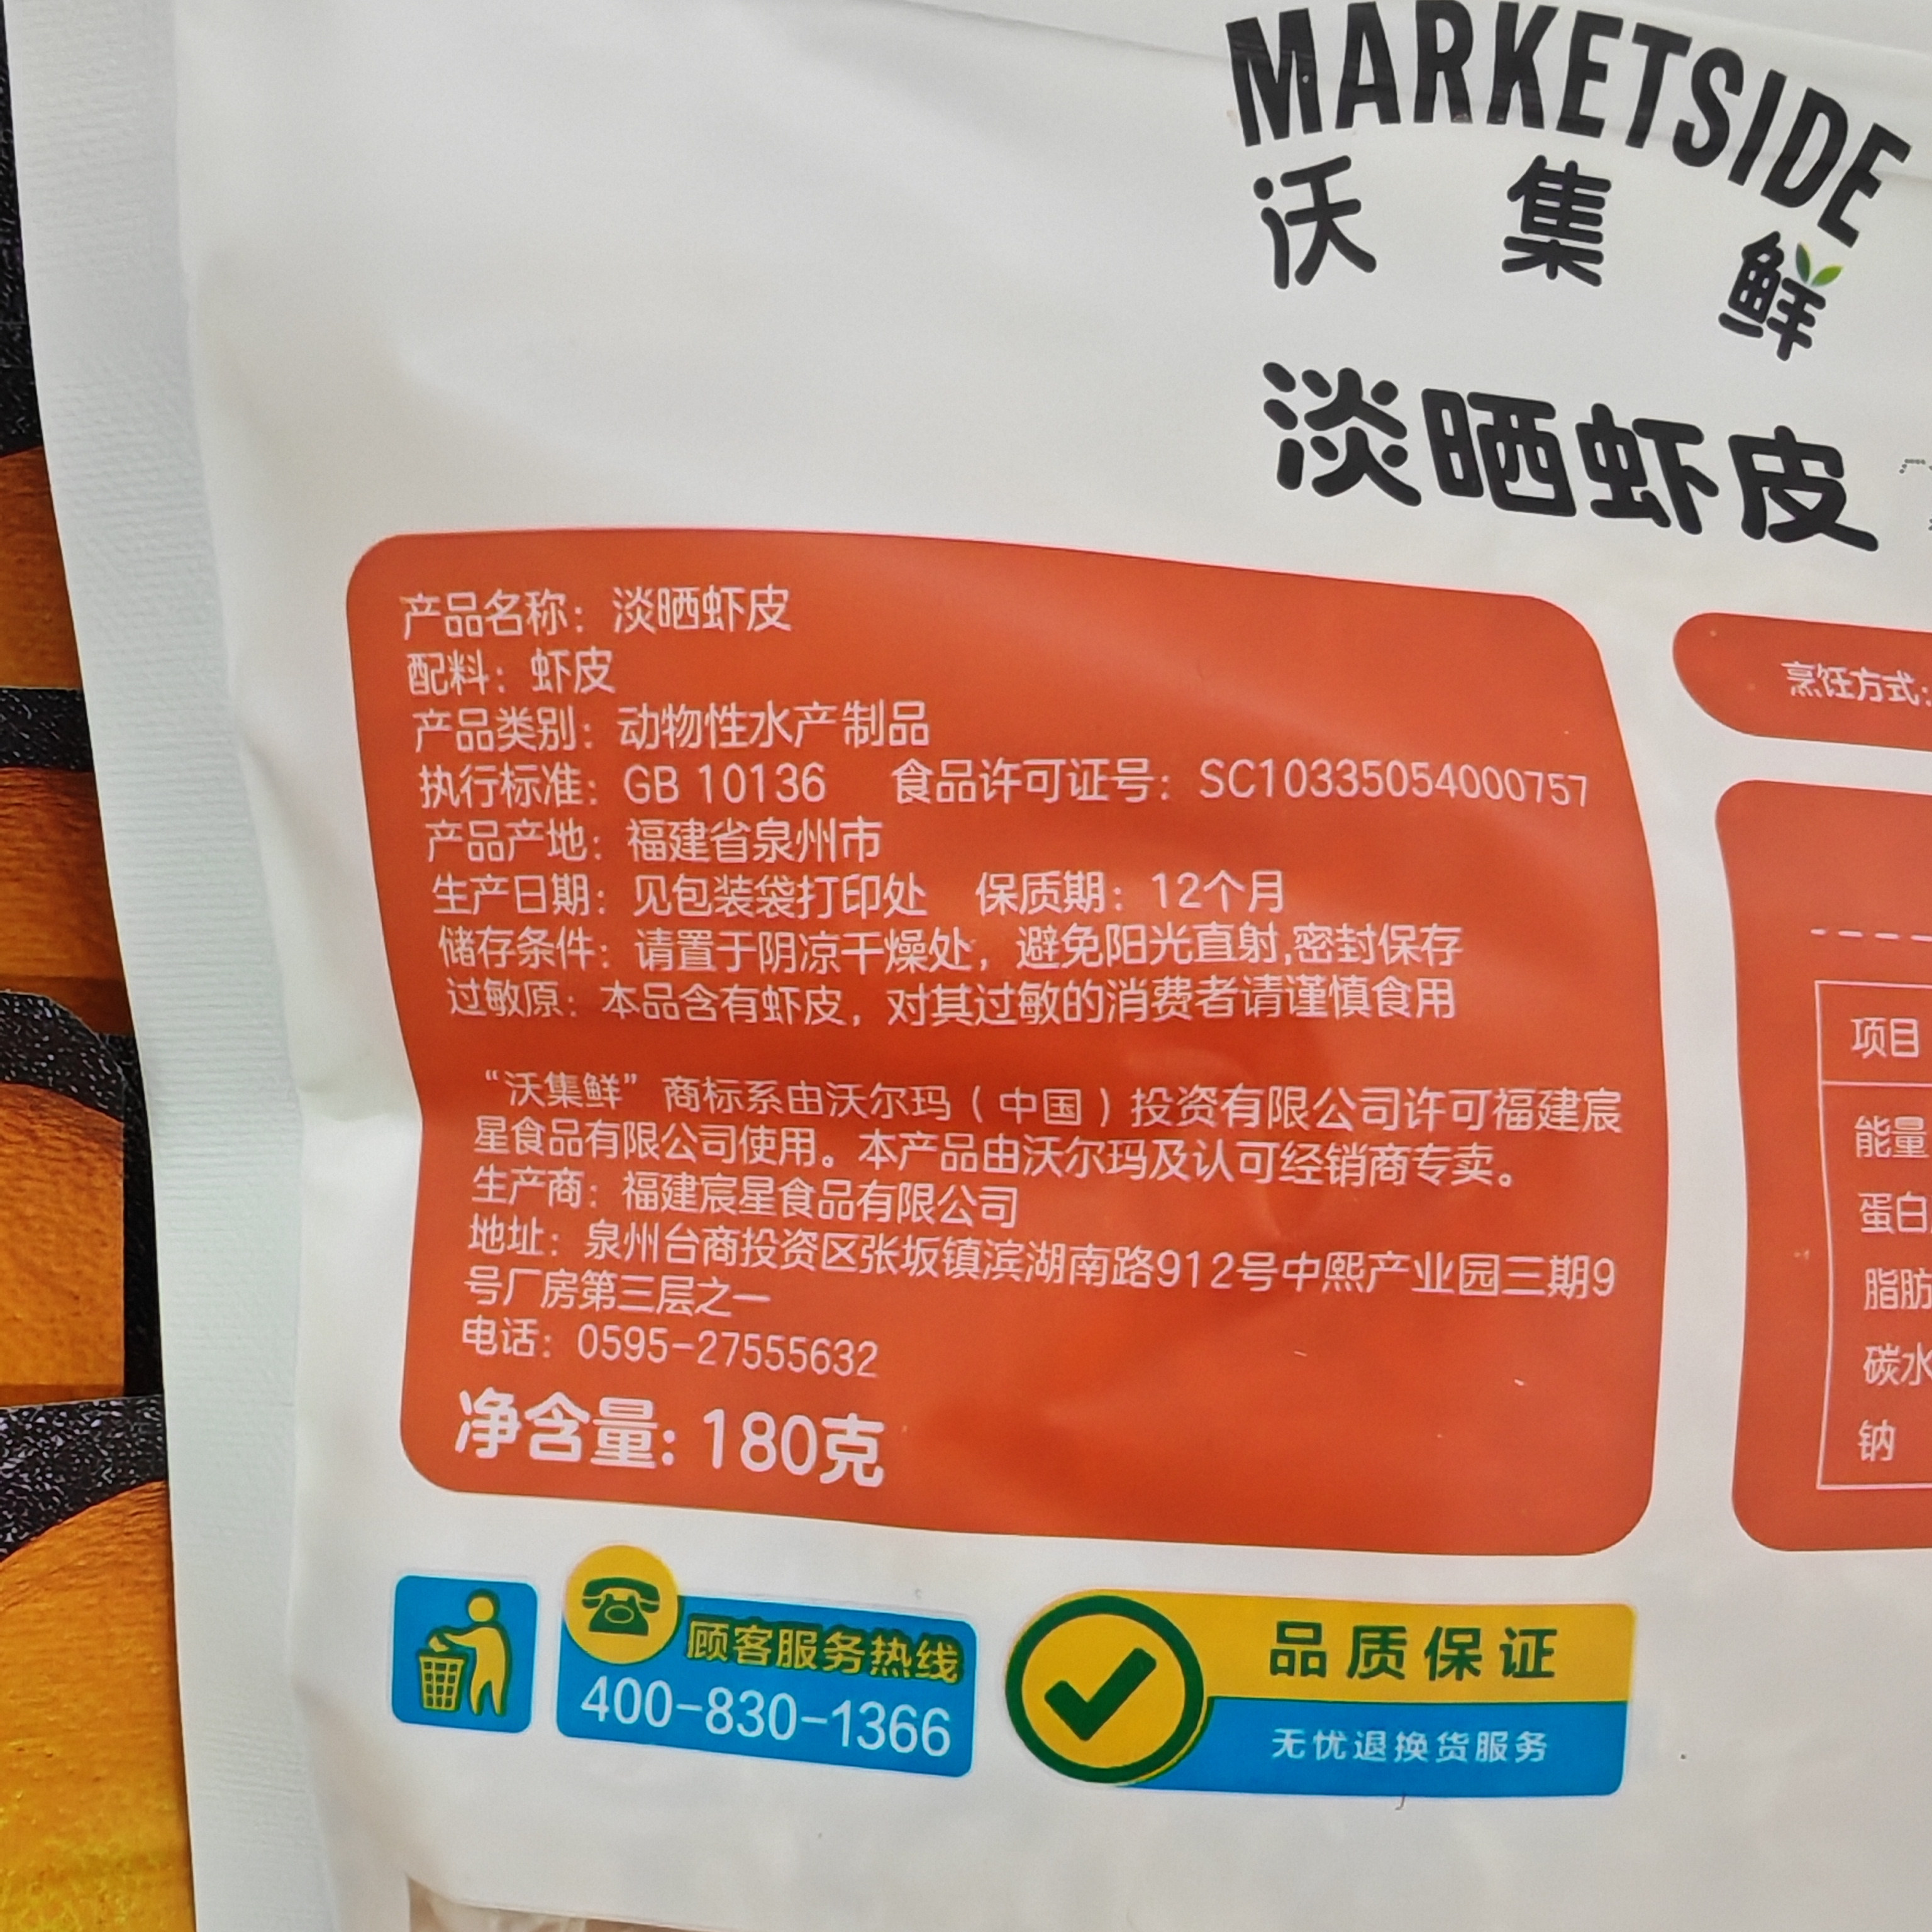 MARKETSIDE
沃集鲜
淡晒虾皮
产品名称：淡晒虾皮
配料：虾皮
产品类别：动物性水产制品
执行标准：GB 10136 食品许可证号：SC10335054000757
产品产地：福建省泉州市
生产日期：见包装袋打印处 保质期：12个月
储存条件：请置于阴凉干燥处，避免阳光直射,密封保存
过敏原：本品含有虾皮，对其过敏的消费者请谨慎食用
“沃集鲜”商标系由沃尔玛（中国）投资有限公司许可福建宸
星食品有限公司使用。本产品由沃尔玛及认可经销商专卖。
生产商：福建宸星食品有限公司
地址：泉州台商投资区张坂镇滨湖南路912号中熙产业园三期9
号厂房第三层之一
电话：0595-27555632
净含量：180克
烹饪方式：
项目
能量
蛋白
脂肪
碳水
钠
顾客服务热线
400-830-1366
品质保证
无忧退换货服务